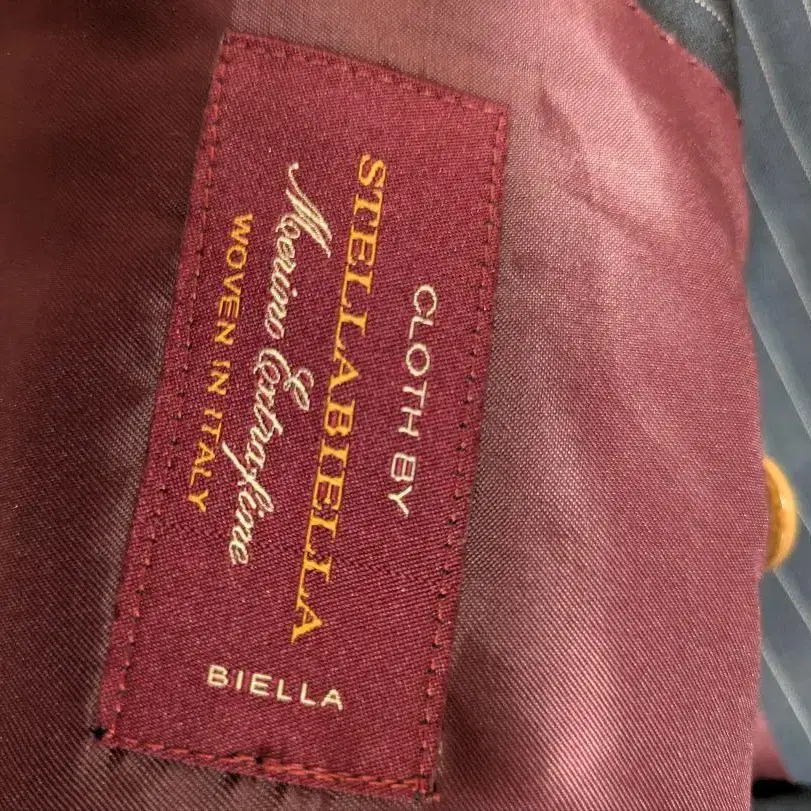 CLOTH BY
STELLABIELLA
Merino Extrafine
WOVEN IN ITALY
BIELLA